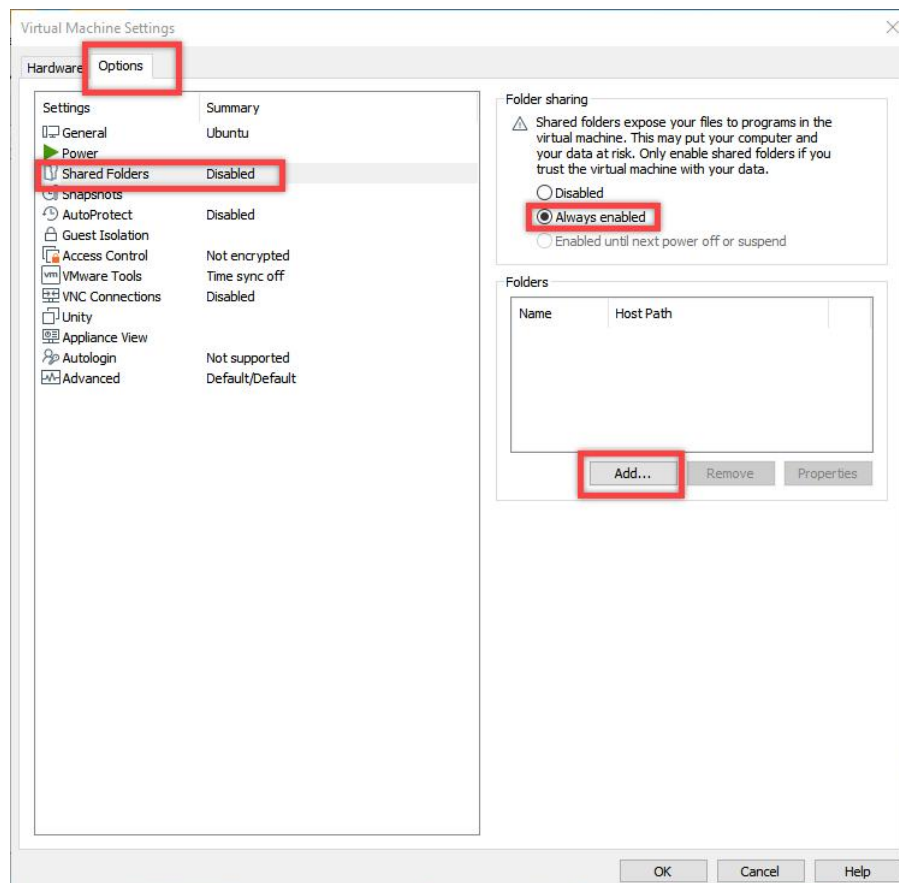 Virtual Machine Settings
Hardware Options
Settings Summary
General Ubuntu
Power
Shared Folders Disabled
Snapshots
AutoProtect Disabled
Guest Isolation
Access Control Not encrypted
vm VMware Tools Time sync off
VNC Connections Disabled
Unity
Appliance View
Autologin Not supported
Advanced Default/Default
Folder sharing
Shared folders expose your files to programs in the
virtual machine. This may put your computer and
your data at risk. Only enable shared folders if you
trust the virtual machine with your data.
Disabled
Always enabled
Enabled until next power off or suspend
Folders
Name Host Path
Add... Remove Properties
OK Cancel Help